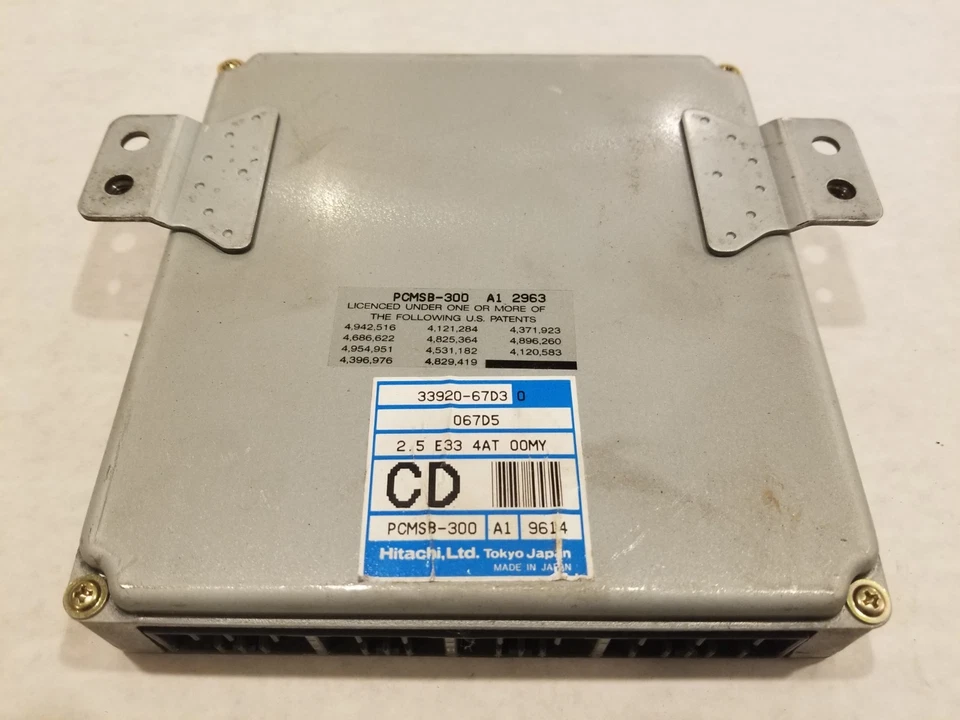 PCMSB-300 A1 2963
LICENCED UNDER ONE OR MORE OF
THE FOLLOWING U.S. PATENTS
4,942,516 4,121,284 4,371,923
4,686,622 4,825,364 4,896,260
4,954,951 4,531,182 4,120,583
4,396,976 4,829,419
33920-67D3 0
067D5
2.5 E33 4AT 00MY
CD
PCMSB-300 A1 9614
Hitachi,Ltd. Tokyo Japan
MADE IN JAPAN